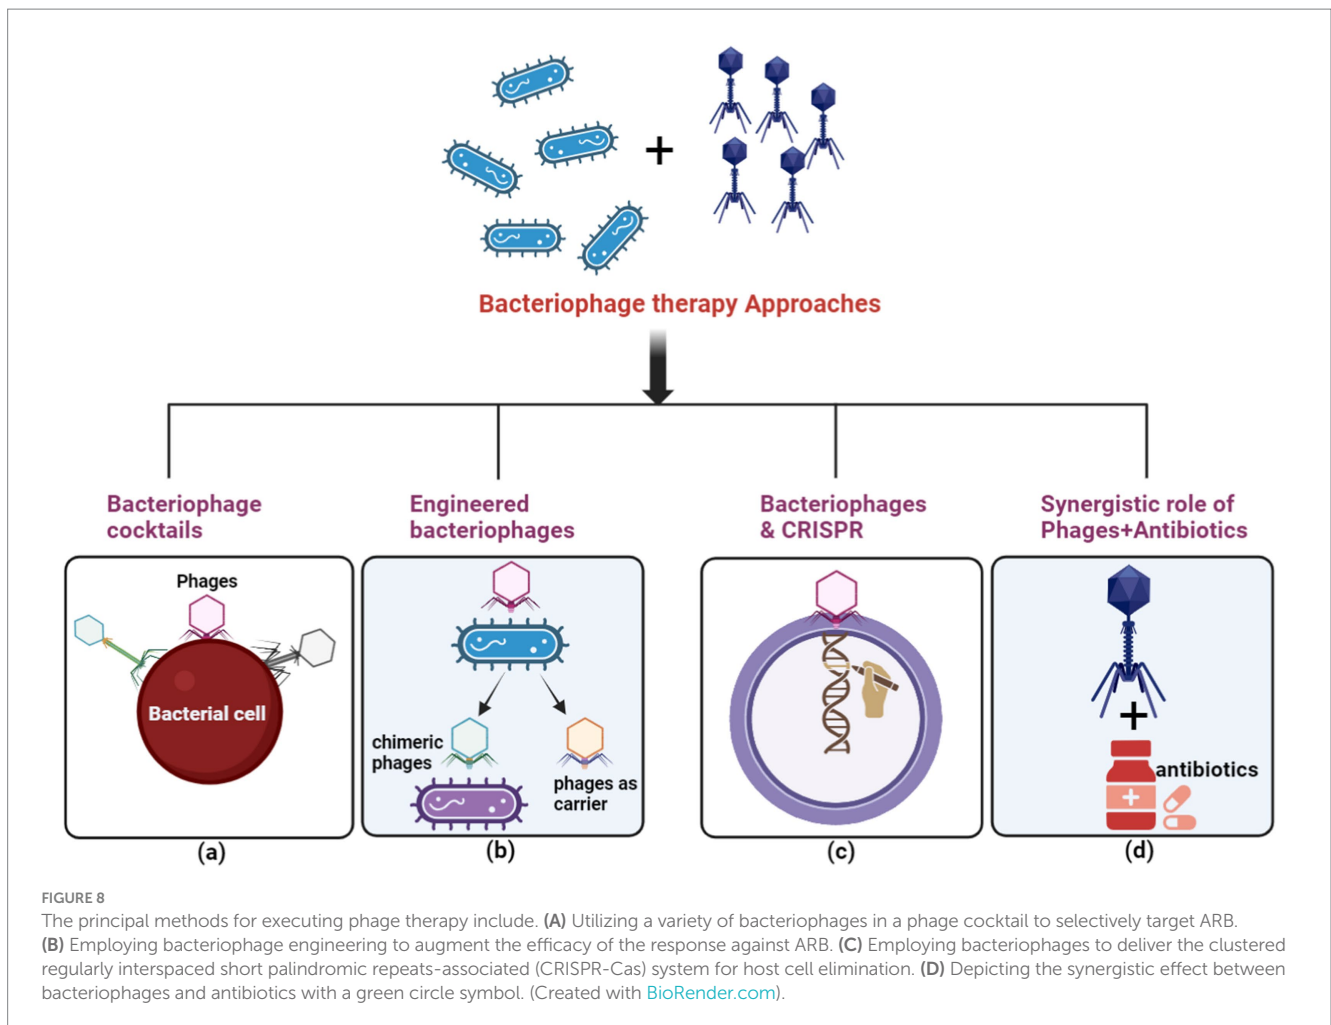 +
Bacteriophage therapy Approaches
Bacteriophage
cocktails
Engineered
bacteriophages
Bacteriophages
& CRISPR
Synergistic role of
Phages+Antibiotics
Phages
Bacterial cell
chimeric
phages
phages as
carrier
+
antibiotics
(a)
(b)
(c)
(d)
FIGURE 8
The principal methods for executing phage therapy include. (A) Utilizing a variety of bacteriophages in a phage cocktail to selectively target ARB.
(B) Employing bacteriophage engineering to augment the efficacy of the response against ARB. (C) Employing bacteriophages to deliver the clustered
regularly interspaced short palindromic repeats-associated (CRISPR-Cas) system for host cell elimination. (D) Depicting the synergistic effect between
bacteriophages and antibiotics with a green circle symbol. (Created with BioRender.com).